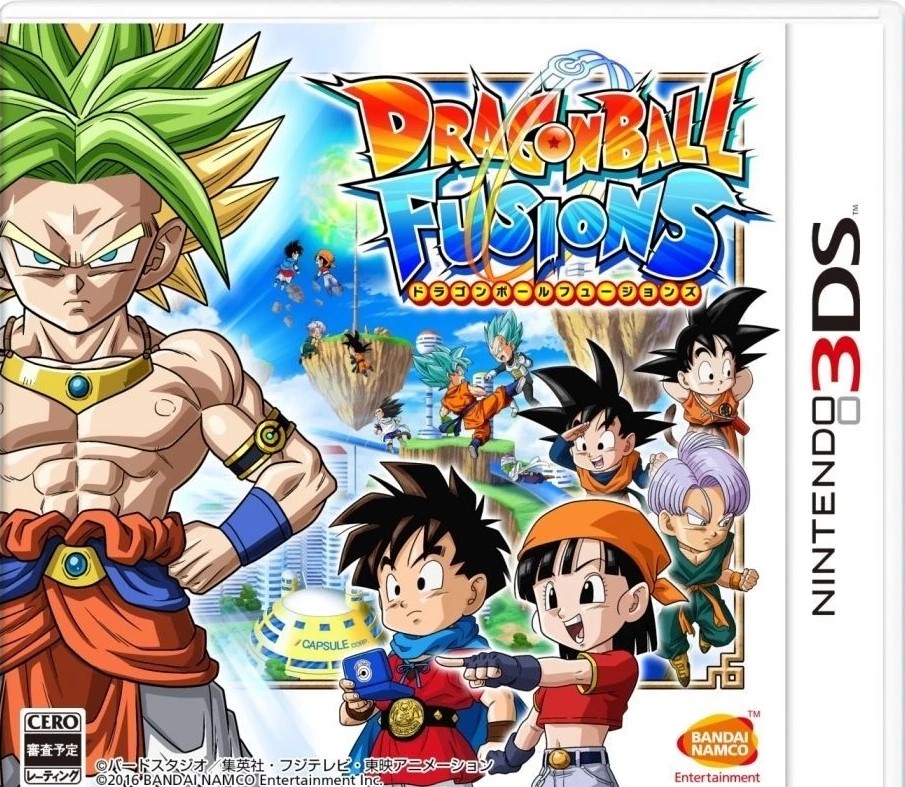 DRAGONBALL
FUSIONS
ドラゴンボールフュージョンズ
NINTENDO 3DS™
CAPSULE CORP.
CERO
審査予定
レーティング
©バードスタジオ／集英社・フジテレビ・東映アニメーション
©2016 BANDAI NAMCO Entertainment Inc.
TM
BANDAI
NAMCO
Entertainment